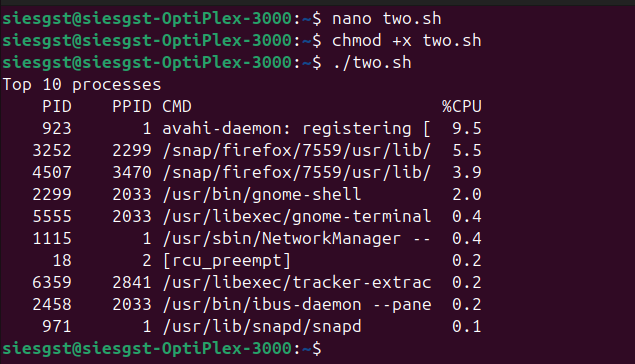 siesgst@siesgst-OptiPlex-3000:~$ nano two.sh
siesgst@siesgst-OptiPlex-3000:~$ chmod +x two.sh
siesgst@siesgst-OptiPlex-3000:~$ ./two.sh
Top 10 processes
    PID    PPID CMD                         %CPU
    923       1 avahi-daemon: registering [  9.5
   3252    2299 /snap/firefox/7559/usr/lib/  5.5
   4507    3470 /snap/firefox/7559/usr/lib/  3.9
   2299    2033 /usr/bin/gnome-shell         2.0
   5555    2033 /usr/libexec/gnome-terminal  0.4
   1115       1 /usr/sbin/NetworkManager --  0.4
     18       2 [rcu_preempt]                0.2
   6359    2841 /usr/libexec/tracker-extrac  0.2
   2458    2033 /usr/bin/ibus-daemon --pane  0.2
    971       1 /usr/lib/snapd/snapd         0.1
siesgst@siesgst-OptiPlex-3000:~$